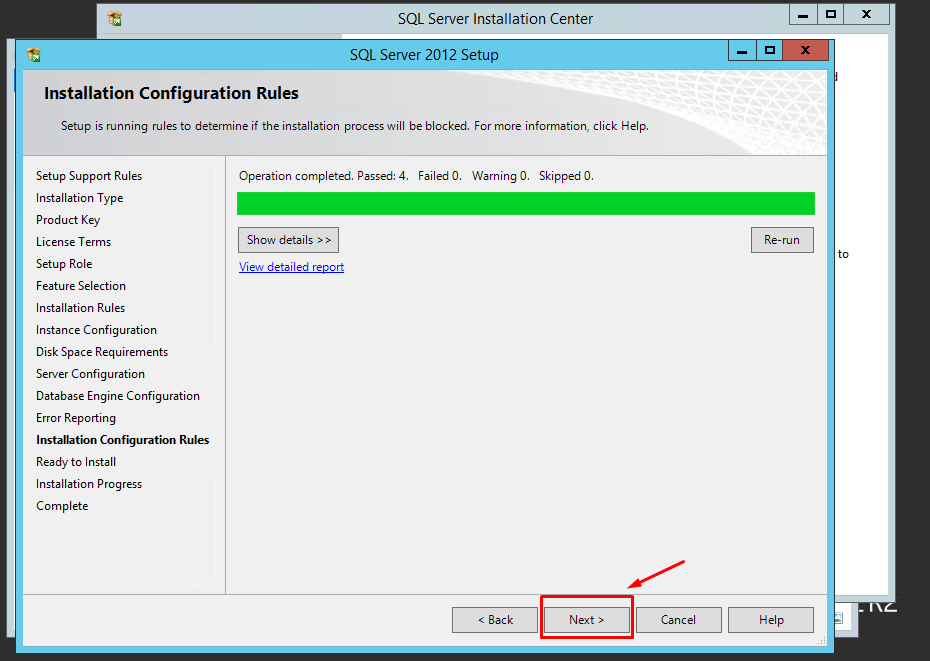 SQL Server Installation Center
SQL Server 2012 Setup
Installation Configuration Rules
Setup is running rules to determine if the installation process will be blocked. For more information, click Help.
Setup Support Rules
Installation Type
Product Key
License Terms
Setup Role
Feature Selection
Installation Rules
Instance Configuration
Disk Space Requirements
Server Configuration
Database Engine Configuration
Error Reporting
Installation Configuration Rules
Ready to Install
Installation Progress
Complete
Operation completed. Passed: 4. Failed 0. Warning 0. Skipped 0.
Show details >>
Re-run
View detailed report
to
< Back
Next >
Cancel
Help